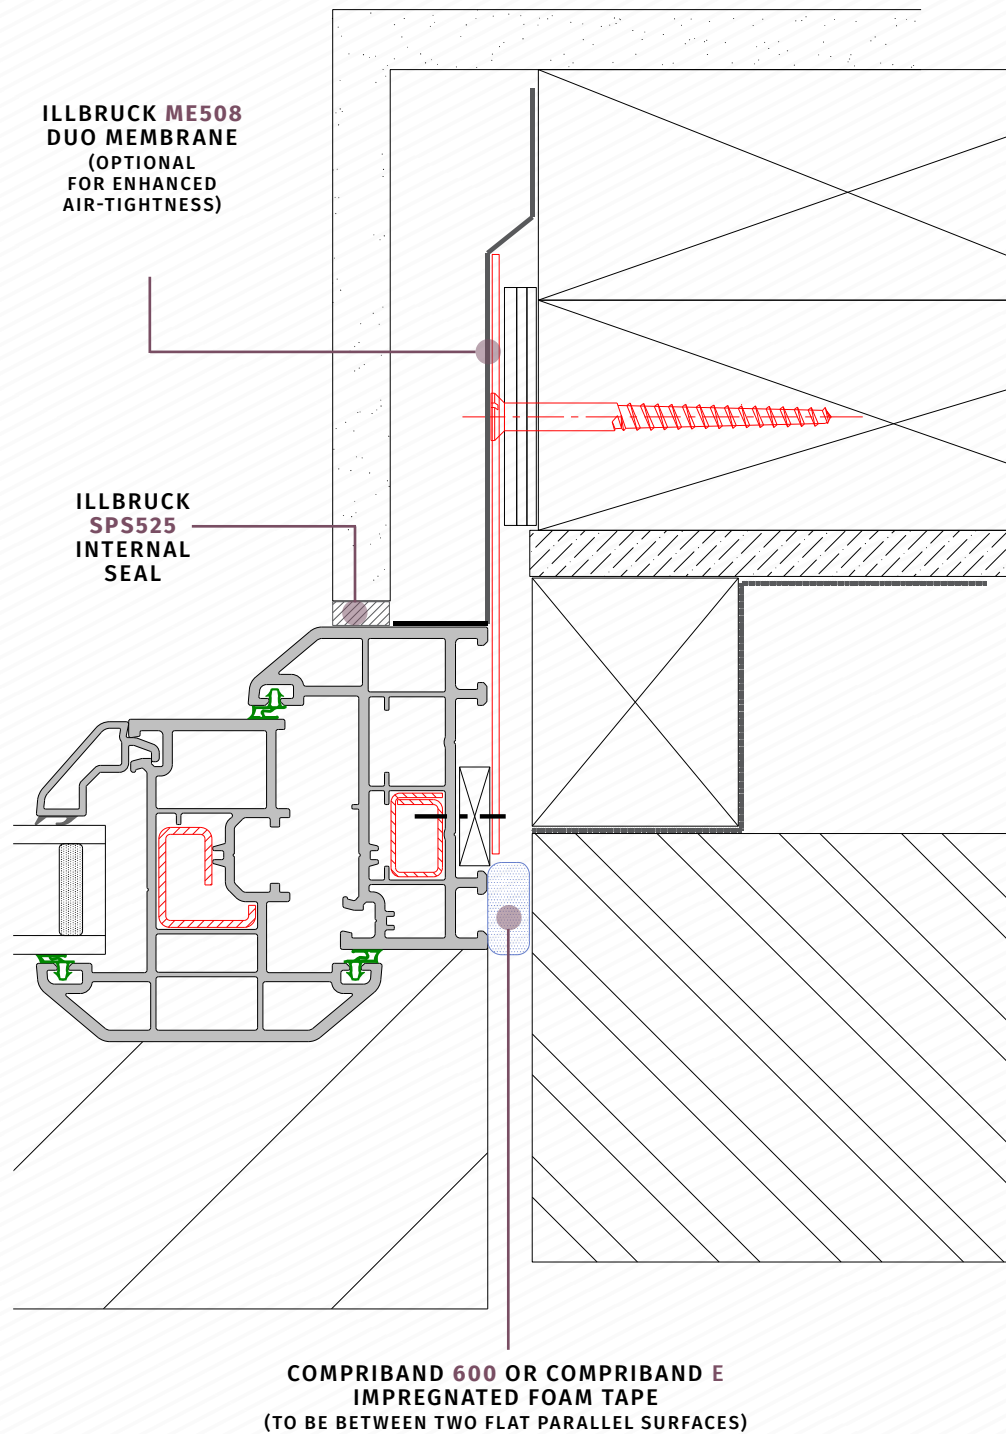 ILLBRUCK ME508
DUO MEMBRANE
(OPTIONAL
FOR ENHANCED
AIR-TIGHTNESS)
ILLBRUCK
SPS525
INTERNAL
SEAL
COMPRIBAND 600 OR COMPRIBAND E
IMPREGNATED FOAM TAPE
(TO BE BETWEEN TWO FLAT PARALLEL SURFACES)